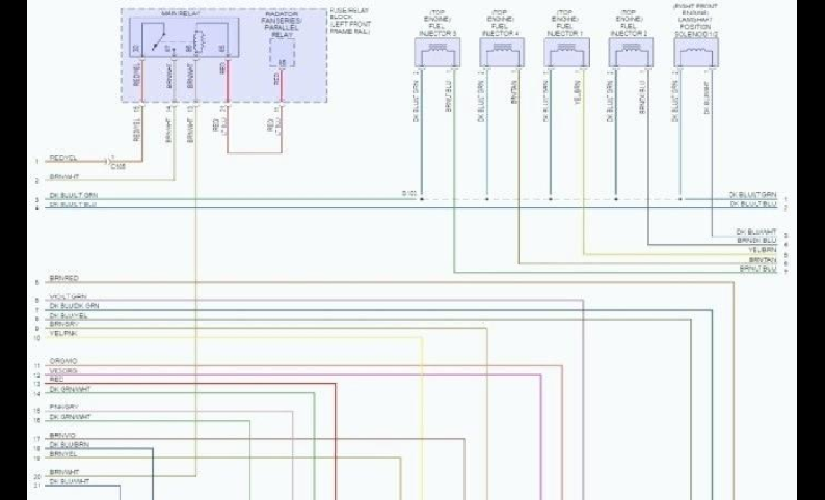 MAIN RELAY
RADIATOR
FAN SERIES/
PARALLEL
RELAY
FUSE/RELAY
BLOCK
(LEFT FRONT
FRAME RAIL)
(TOP
ENGINE)
FUEL
INJECTOR 3
(TOP
ENGINE)
FUEL
INJECTOR 4
(TOP
ENGINE)
FUEL
INJECTOR 1
(TOP
ENGINE)
FUEL
INJECTOR 2
(RIGHT FRONT
ENGINE)
CAMSHAFT
POSITION
SOLENOID 1/2
30
87
86
85
RED/YEL
BRN/WHT
BRN/WHT
RED
RED
RED/YEL
BRN/WHT
BRN/WHT
RED
LT BLU
RED
LT BLU
2 1
2 1
2 1
2 1
2 1
DK BLU/LT GRN
BRN/LT BLU
DK BLU/LT GRN
BRN/TAN
DK BLU/LT GRN
YEL/BRN
DK BLU/LT GRN
BRN/DK BLU
DK BLU/LT GRN
DK BLU/WHT
1 RED/YEL
2 BRN/WHT
3 DK BLU/LT GRN
4 DK BLU/LT BLU
DK BLU/LT GRN 1
DK BLU/LT BLU 2
DK BLU/WHT 3
BRN/DK BLU 4
YEL/BRN 5
BRN/TAN 6
BRN/LT BLU 7
5 BRN/RED
6 VIO/LT GRN
7 DK BLU/DK GRN
8 DK BLU/YEL
9 BRN/GRY
10 YEL/PNK
11 ORG/VIO
12 VIO/ORG
13 RED
14 DK GRN/WHT
15 PNK/GRY
16 DK GRN/WHT
17 BRN/VIO
18 DK BLU/BRN
19 BRN/YEL
20 BRN/WHT
21 DK BLU/WHT